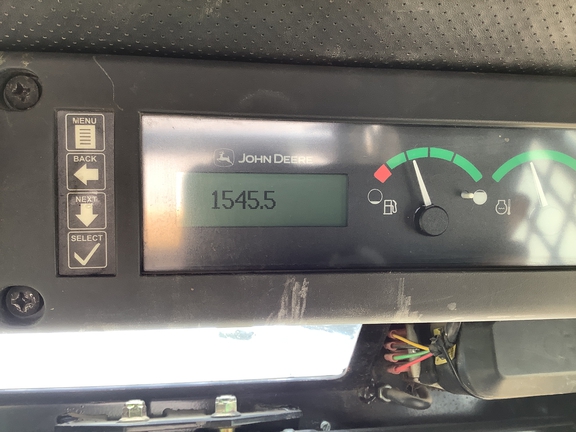 MENU
BACK
NEXT
SELECT
JOHN DEERE
1545.5